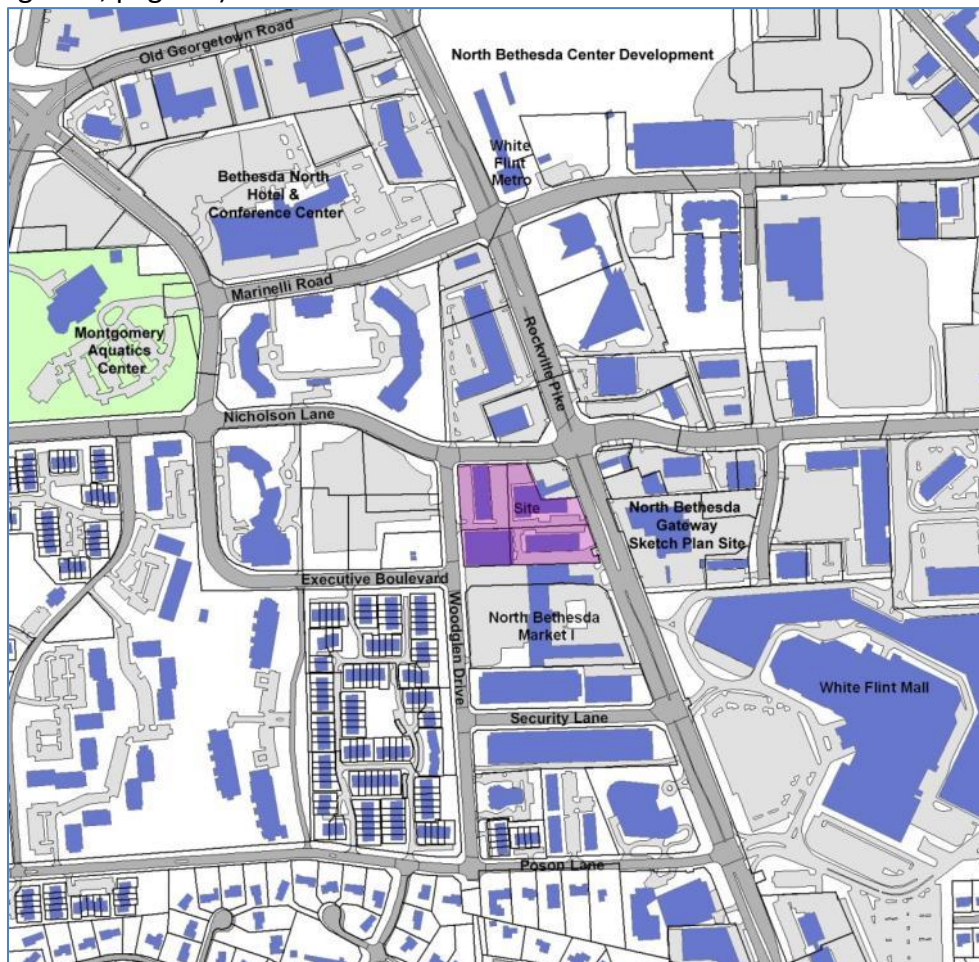 Old Georgetown Road
North Bethesda Center Development
White
Flint
Metro
Bethesda North
Hotel &
Conference Center
Marinelli Road
Rockville Pike
Montgomery
Aquatics
Center
Nicholson Lane
Site
North Bethesda
Gateway
Sketch Plan Site
Executive Boulevard
Woodglen Drive
North Bethesda
Market I
White Flint Mall
Security Lane
Poson Lane